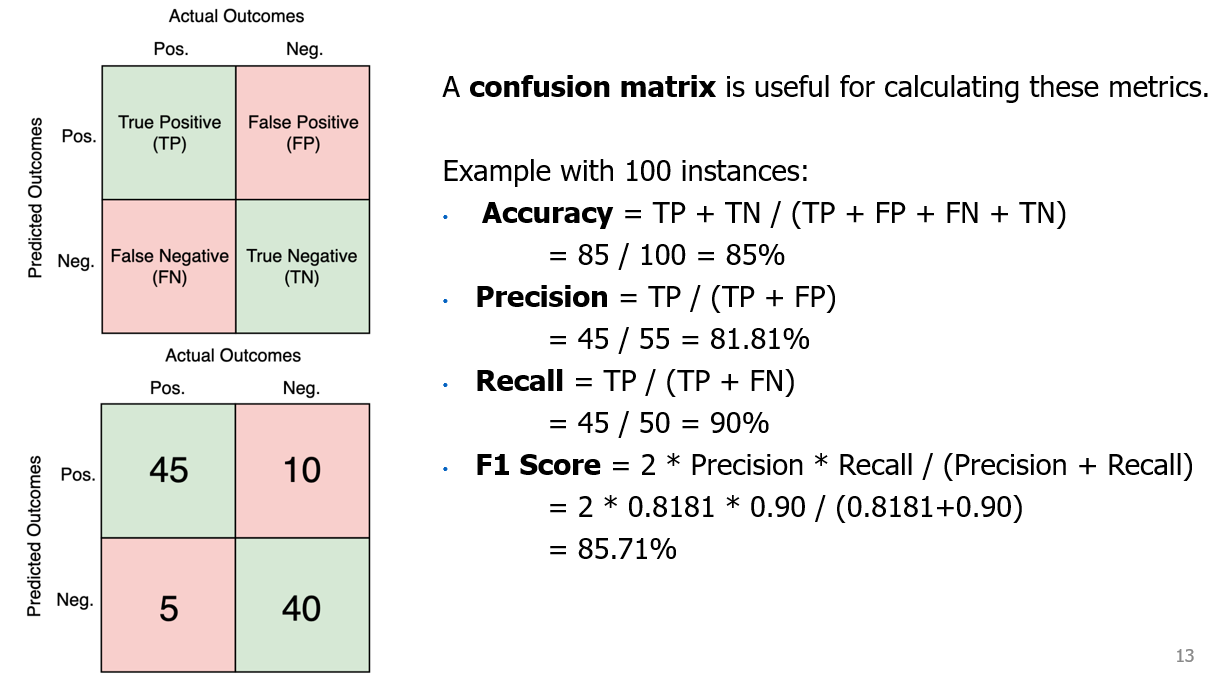 Actual Outcomes
Pos.
Neg.
Predicted Outcomes
Pos.
True Positive
(TP)
False Positive
(FP)
Neg.
False Negative
(FN)
True Negative
(TN)
Actual Outcomes
Pos.
Neg.
Predicted Outcomes
Pos.
45
10
Neg.
5
40
A confusion matrix is useful for calculating these metrics.
Example with 100 instances:
• Accuracy = TP + TN / (TP + FP + FN + TN)
= 85 / 100 = 85%
• Precision = TP / (TP + FP)
= 45 / 55 = 81.81%
• Recall = TP / (TP + FN)
= 45 / 50 = 90%
• F1 Score = 2 * Precision * Recall / (Precision + Recall)
= 2 * 0.8181 * 0.90 / (0.8181+0.90)
= 85.71%
13